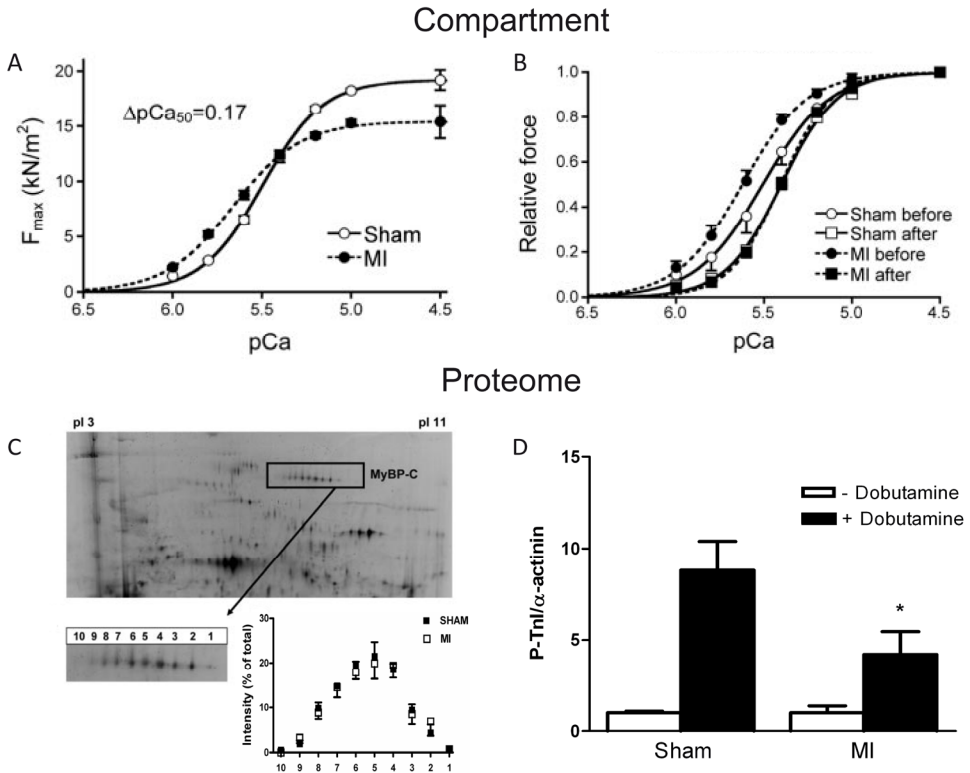 Compartment
A
20
15
10
5
0
Fmax (kN/m²)
ΔpCa50=0.17
Sham
MI
6.5 6.0 5.5 5.0 4.5
pCa
B
1.0
0.8
0.6
0.4
0.2
0.0
Relative force
Sham before
Sham after
MI before
MI after
6.5 6.0 5.5 5.0 4.5
pCa
Proteome
C
pI 3 pI 11
MyBP-C
10 9 8 7 6 5 4 3 2 1
Intensity (% of total)
30
20
10
0
SHAM
MI
10 9 8 7 6 5 4 3 2 1
D
P-TnI/α-actinin
15
10
5
0
- Dobutamine
+ Dobutamine
*
Sham MI